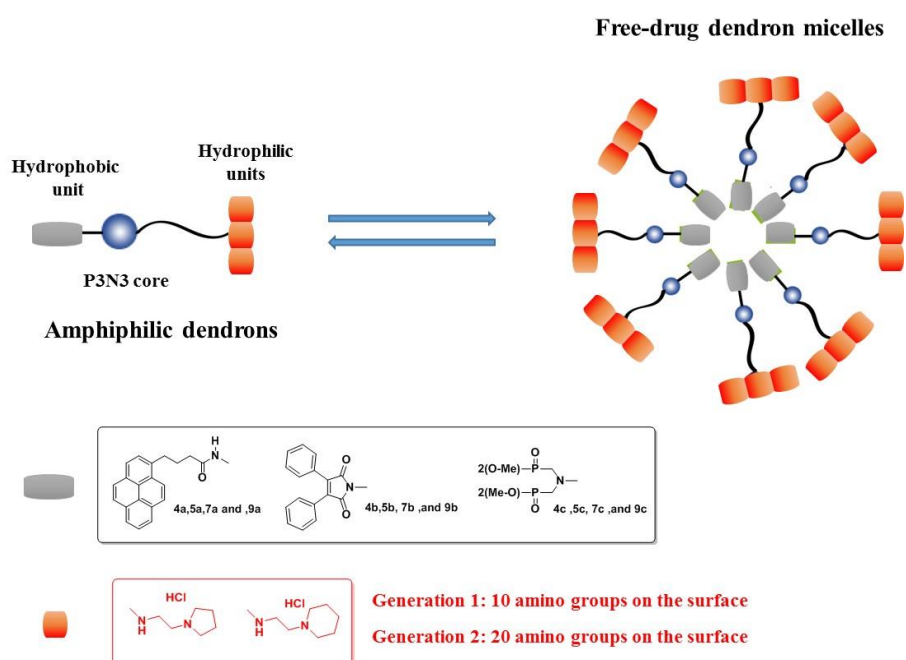 Free-drug dendron micelles
Hydrophobic
unit
Hydrophilic
units
P3N3 core
Amphiphilic dendrons
H
N
O
4a,5a,7a and ,9a
O
N
O
4b,5b, 7b ,and 9b
O
2(O-Me)
P
N
2(Me-O)
P
O
4c ,5c, 7c ,and 9c
HCl
N
H
N
HCl
N
H
N
Generation 1: 10 amino groups on the surface
Generation 2: 20 amino groups on the surface